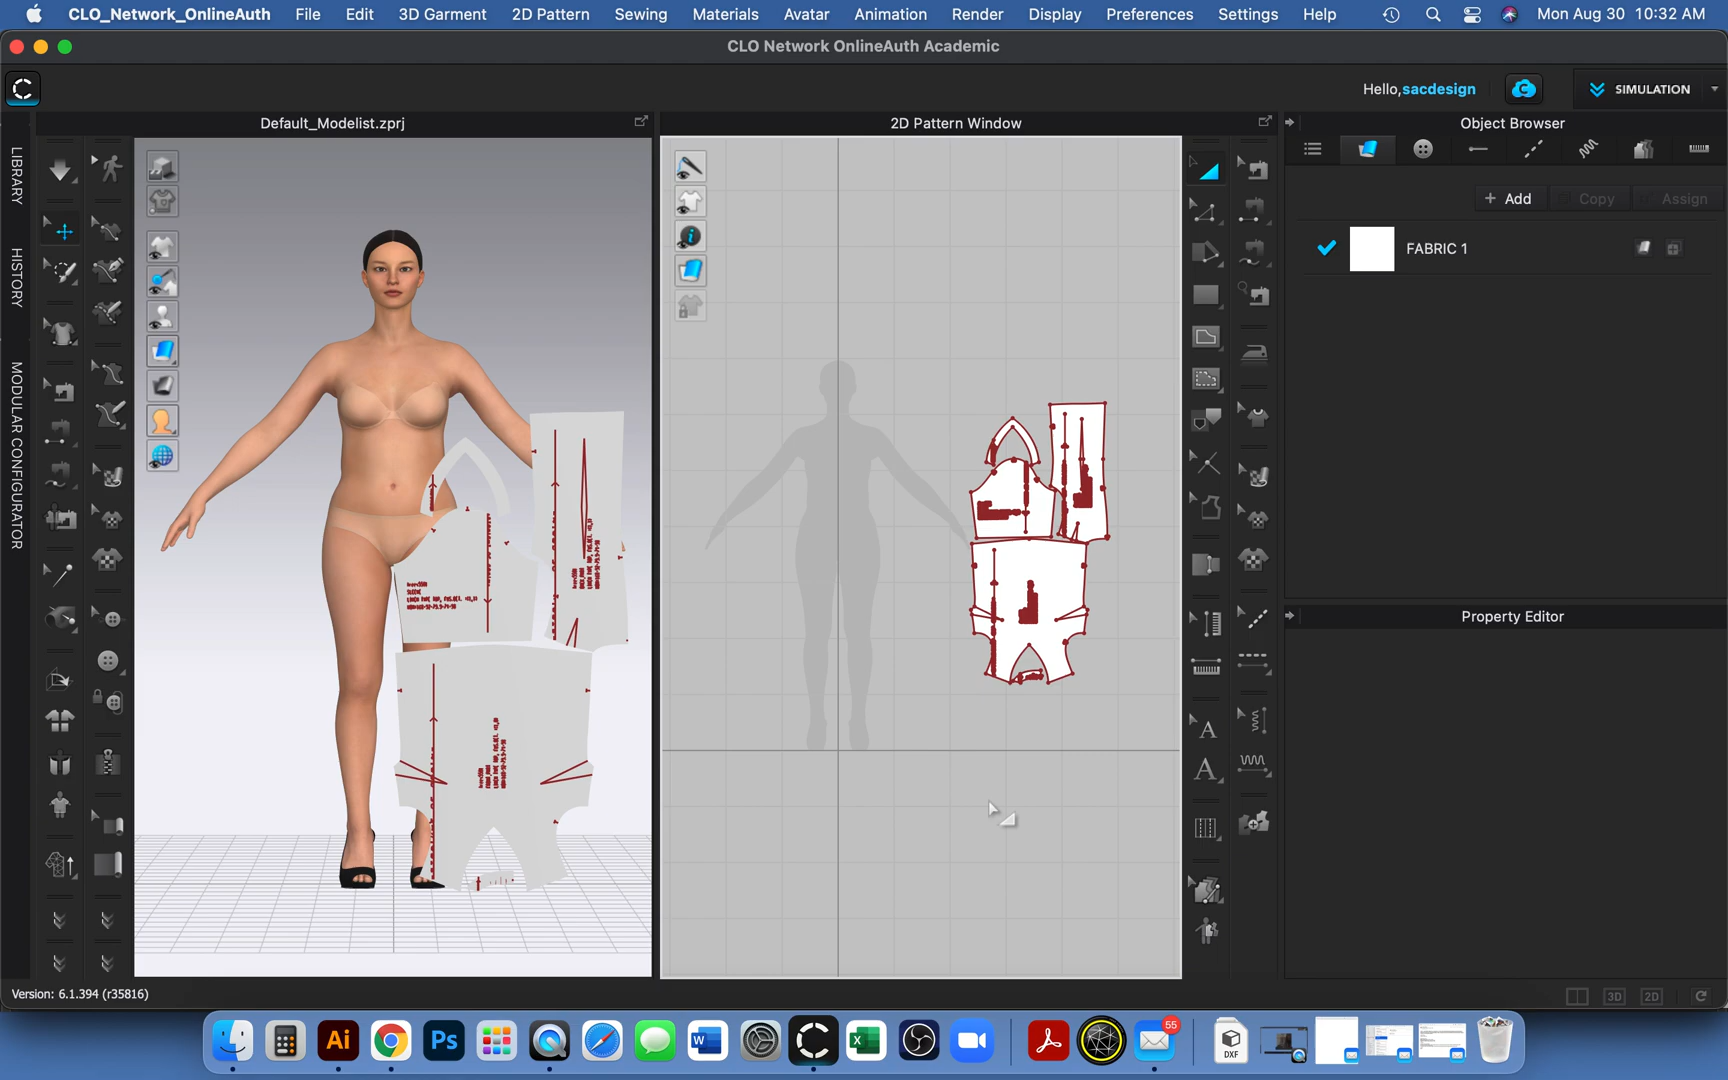 CLO_Network_OnlineAuth File Edit 3D Garment 2D Pattern Sewing Materials Avatar Animation Render Display Preferences Settings Help Mon Aug 30 10:32 AM
CLO Network OnlineAuth Academic
Hello,sacdesign
SIMULATION
Default_Modelist.zprj
2D Pattern Window
Object Browser
LIBRARY
HISTORY
MODULAR CONFIGURATOR
+ Add Copy Assign
FABRIC 1
Property Editor
SLEEVE
A
A
Version: 6.1.394 (r35816)
3D
2D
Ai
Ps
W
X
DXF
55